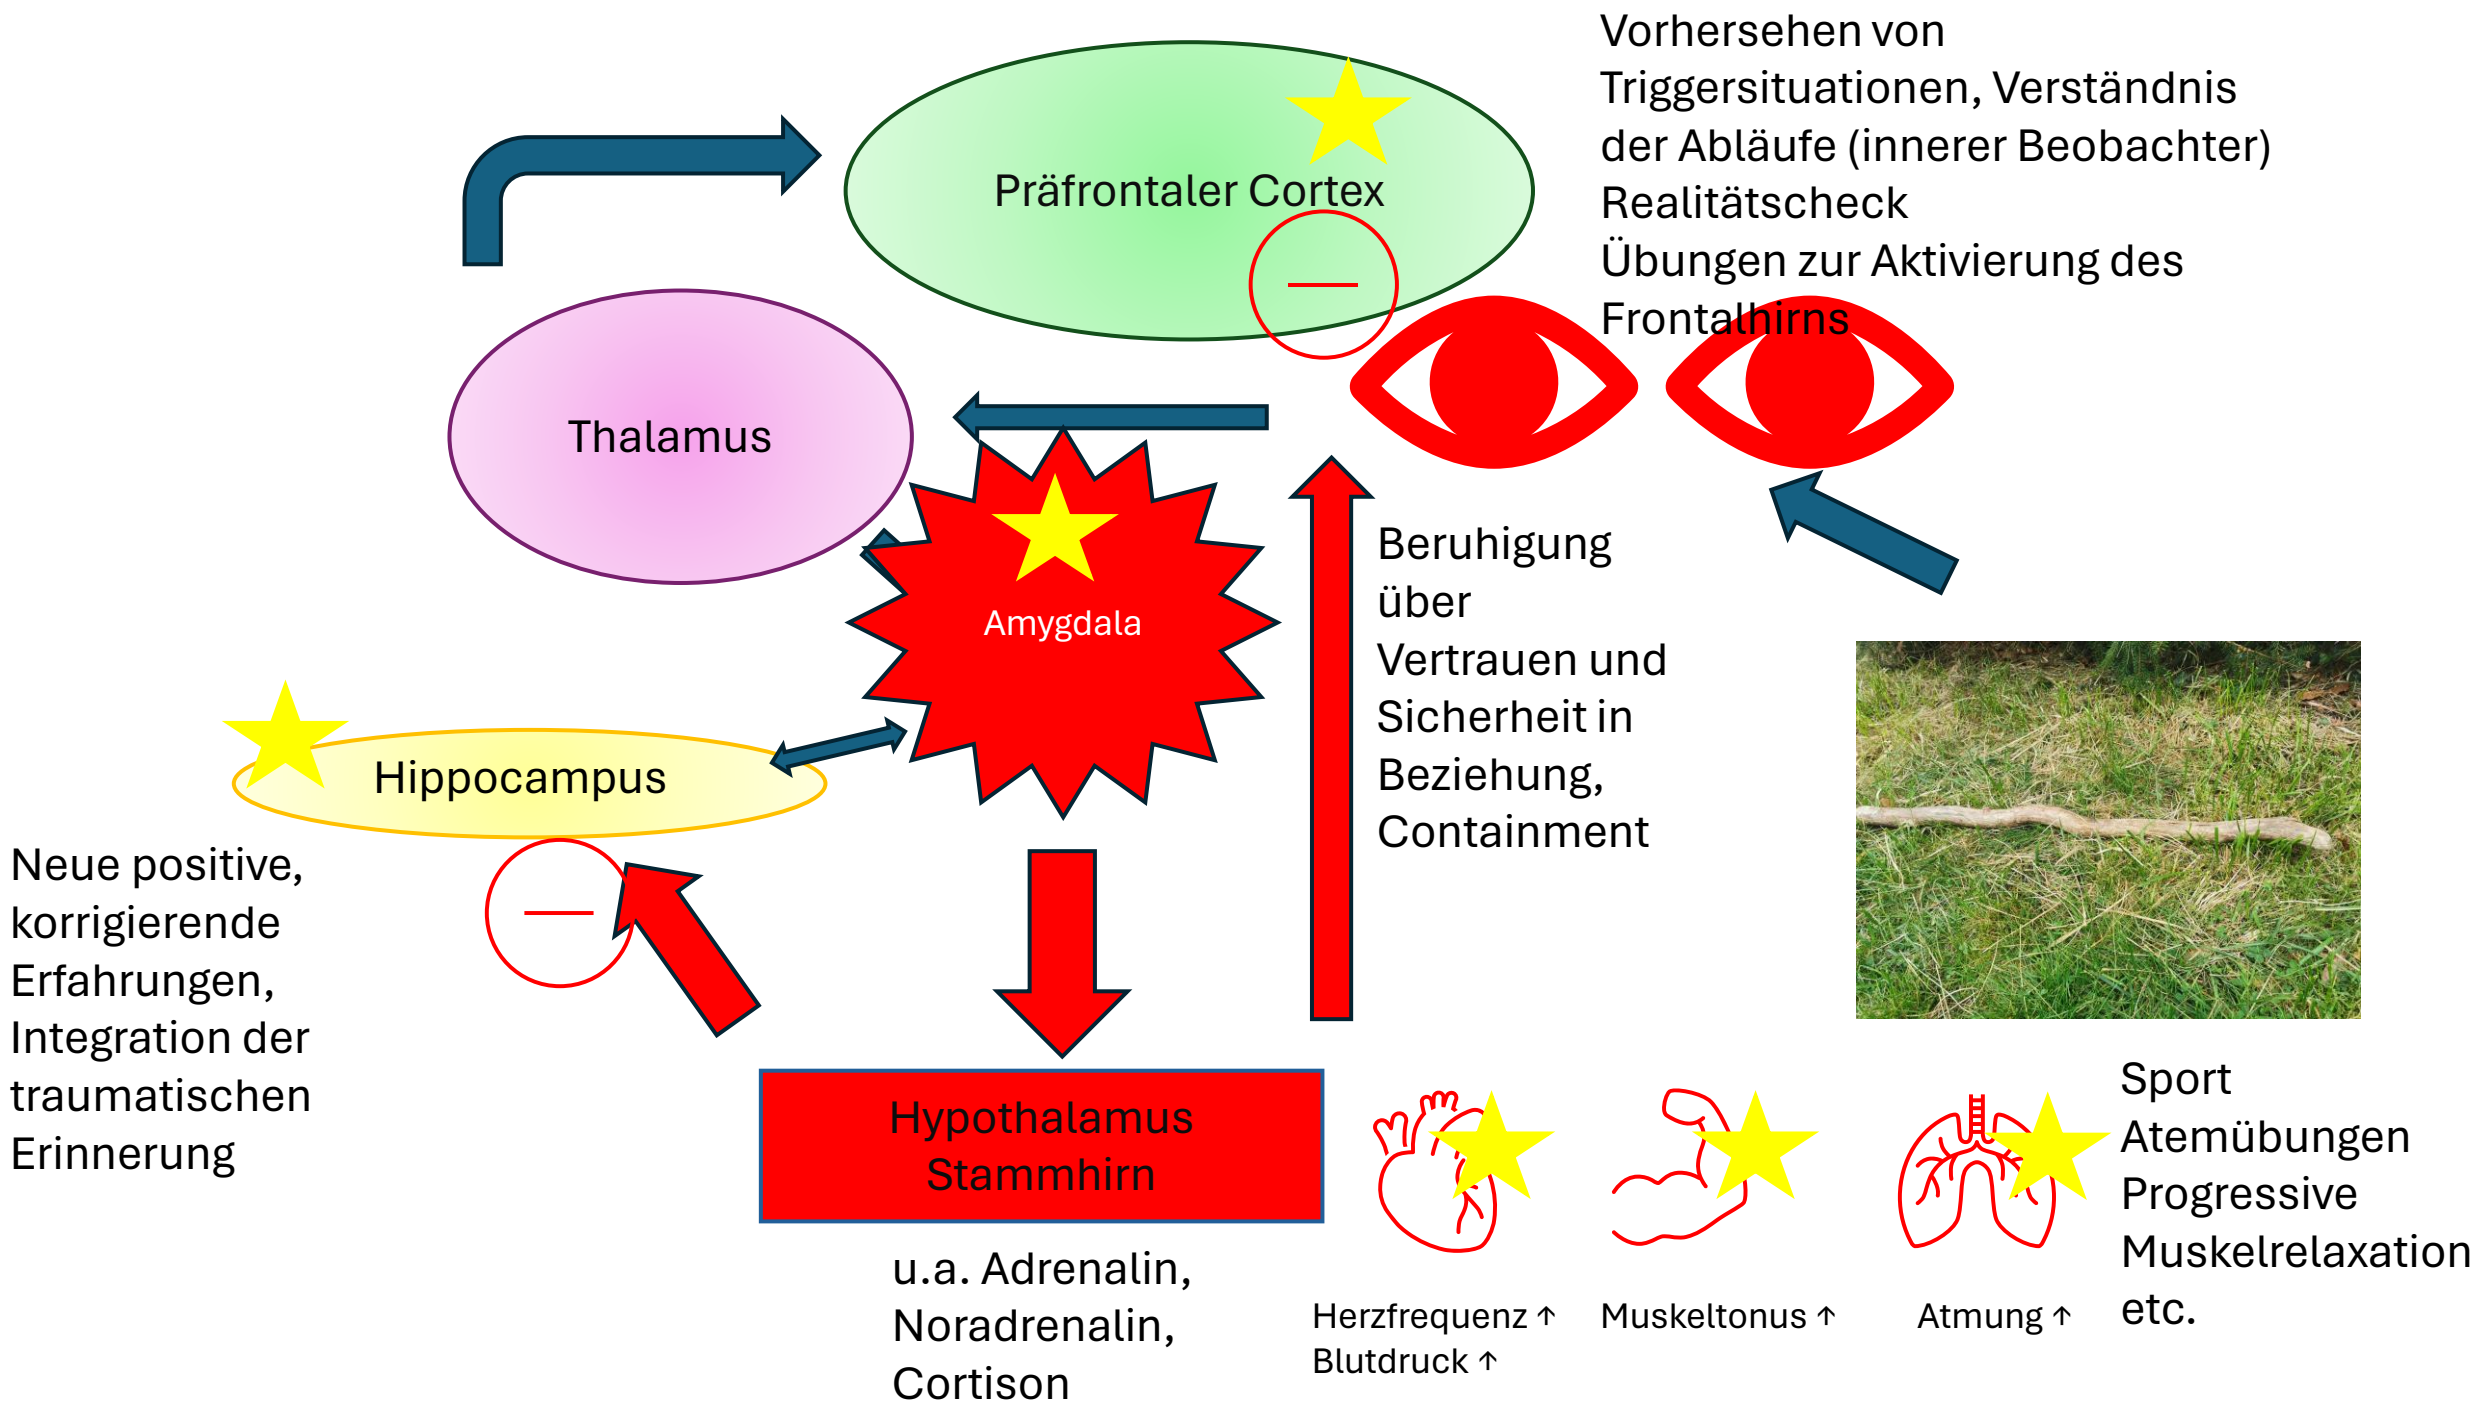 Vorhersehen von
Triggersituationen, Verständnis
der Abläufe (innerer Beobachter)
Realitätscheck
Übungen zur Aktivierung des
Frontalhirns
Präfrontaler Cortex
Thalamus
Amygdala
Beruhigung
über
Vertrauen und
Sicherheit in
Beziehung,
Containment
Hippocampus
Neue positive,
korrigierende
Erfahrungen,
Integration der
traumatischen
Erinnerung
Hypothalamus
Stammhirn
u.a. Adrenalin,
Noradrenalin,
Cortison
Herzfrequenz ↑
Blutdruck ↑
Muskeltonus ↑
Atmung ↑
Sport
Atemübungen
Progressive
Muskelrelaxation
etc.